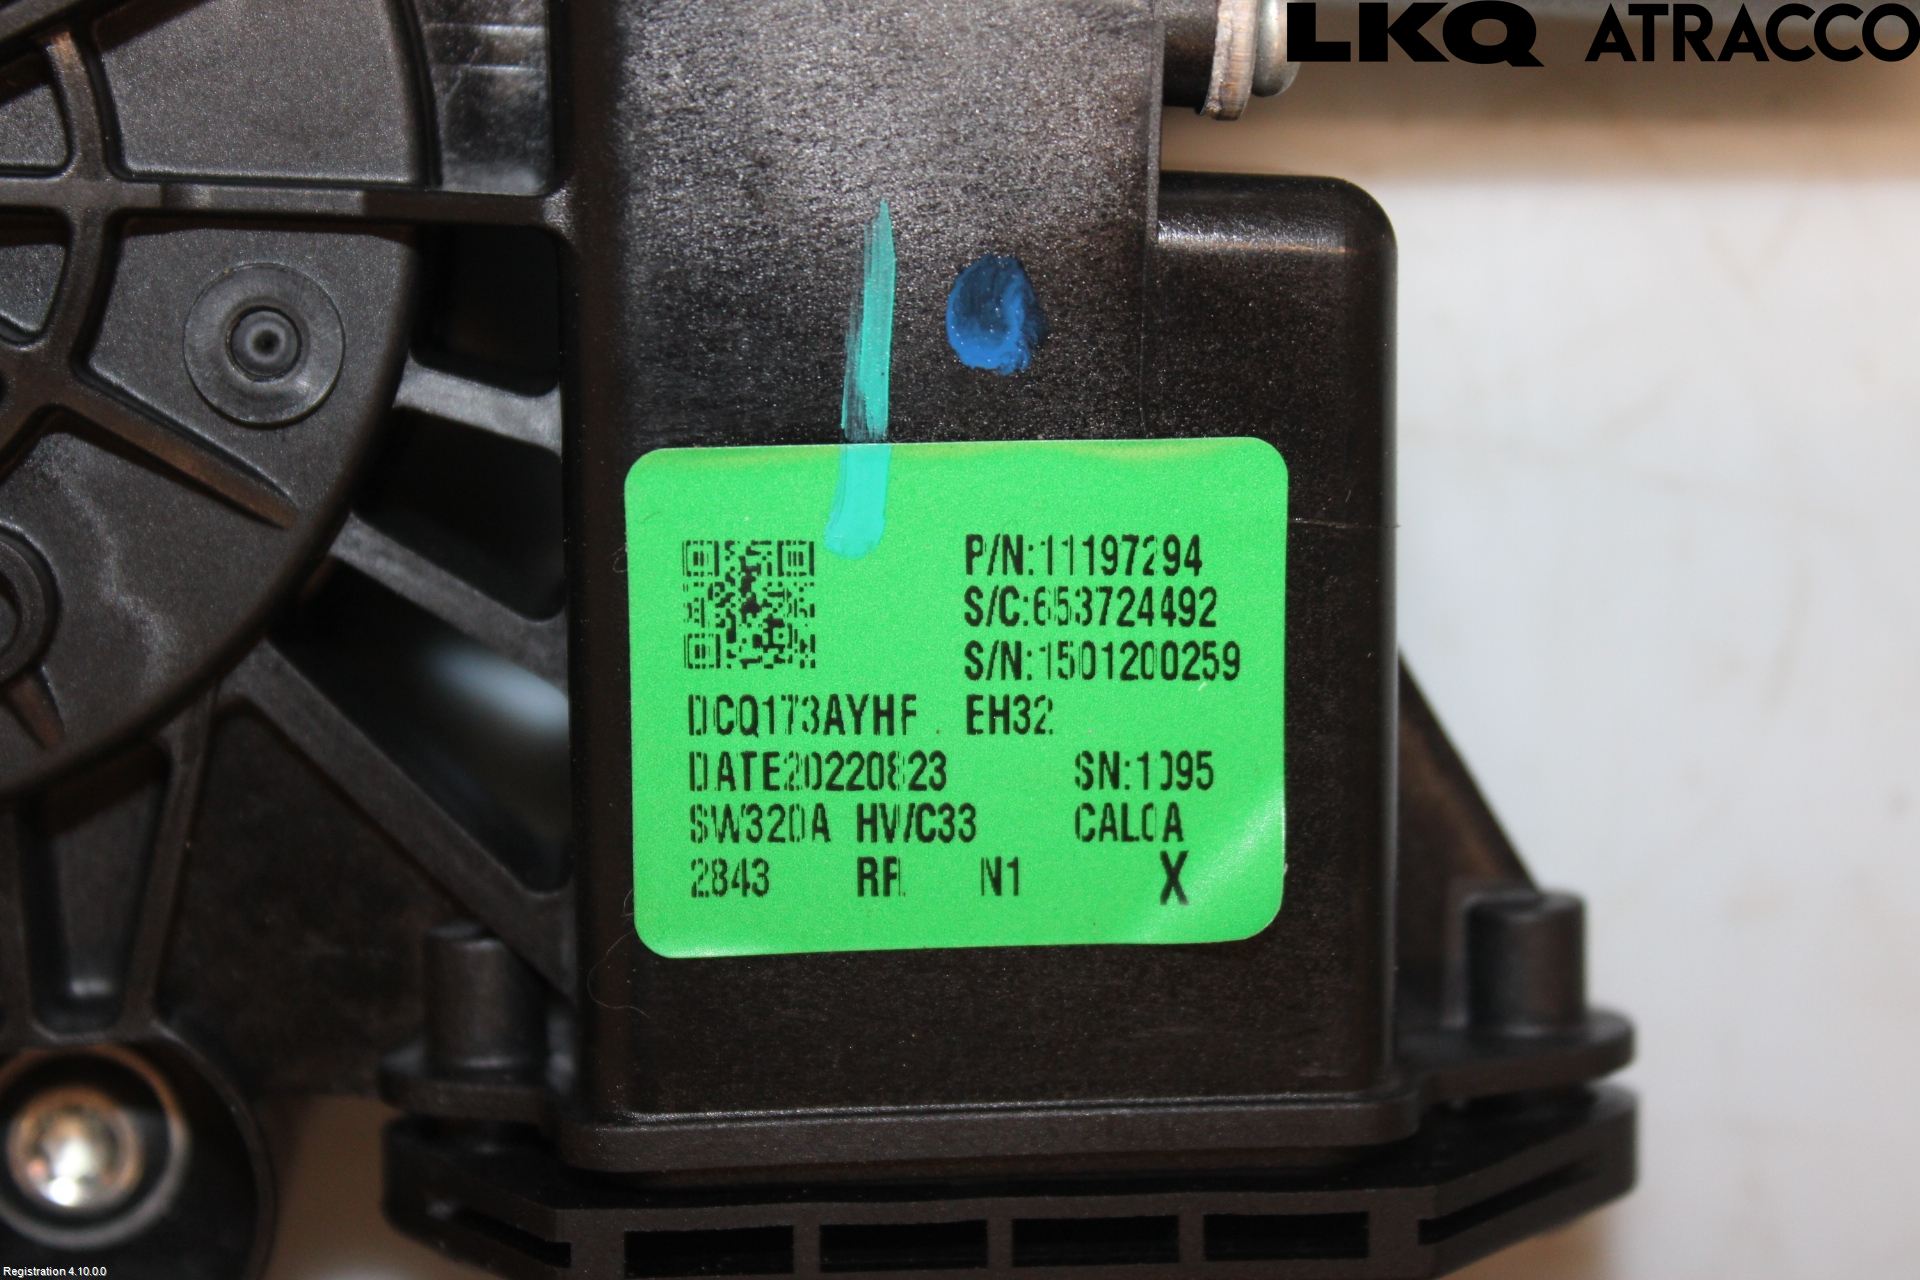 LKQ ATRACCO
P/N:11197294
S/C:653724492
S/N:1501200259
DCQ173AYHF EH32
DATE20220823 SN:1095
SW320A HW/C33 CAL0A
2843 RR N1 X
Registration 4.10.0.0